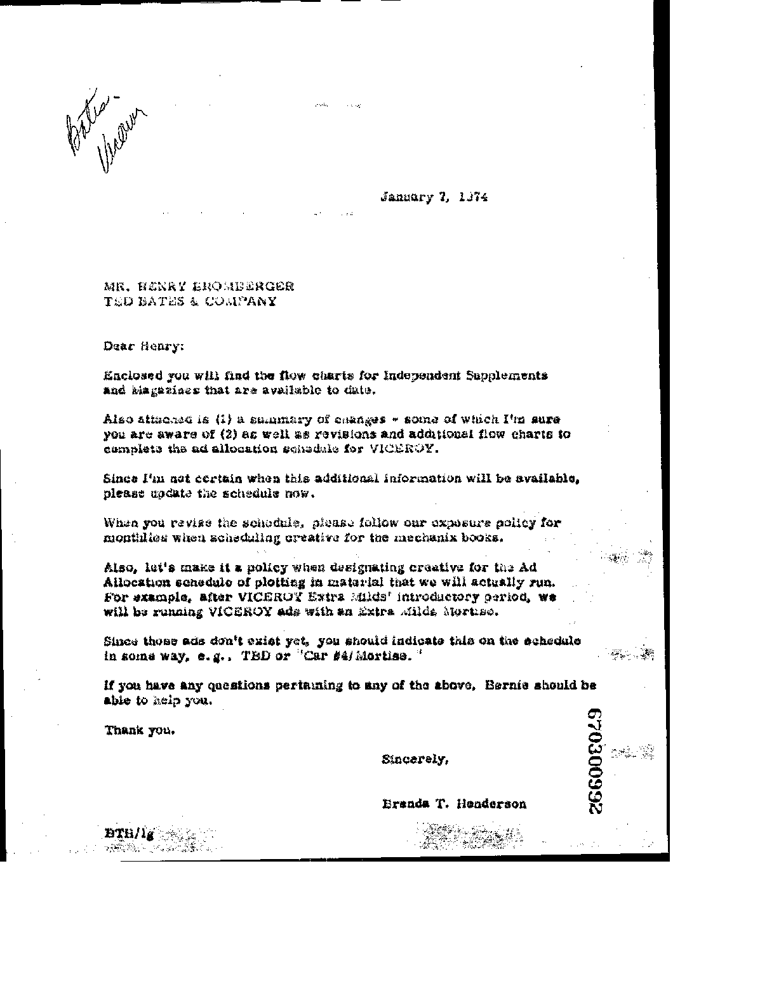 Bates-
Viceroy
January 7, 1974
MR. HENRY BROMBERGER
TED BATES & COMPANY
Dear Henry:
Enclosed you will find the flow charts for Independent Supplements
and Magazines that are available to date.
Also attached is (1) a summary of changes - some of which I'm sure
you are aware of (2) as well as revisions and additional flow charts to
complete the ad allocation schedule for VICEROY.
Since I'm not certain when this additional information will be available,
please update the schedule now.
When you revise the schedule, please follow our exposure policy for
monthlies when scheduling creative for the mechanix books.
Also, let's make it a policy when designating creative for the Ad
Allocation schedule of plotting in material that we will actually run.
For example, after VICEROY Extra Milds' introductory period, we
will be running VICEROY ads with an Extra Milds Mortise.
Since those ads don't exist yet, you should indicate this on the schedule
in some way, e.g., TBD or "Car #4/Mortise."
If you have any questions pertaining to any of the above, Bernie should be
able to help you.
Thank you.
Sincerely,
Brenda T. Henderson
BTH/lg
670300992